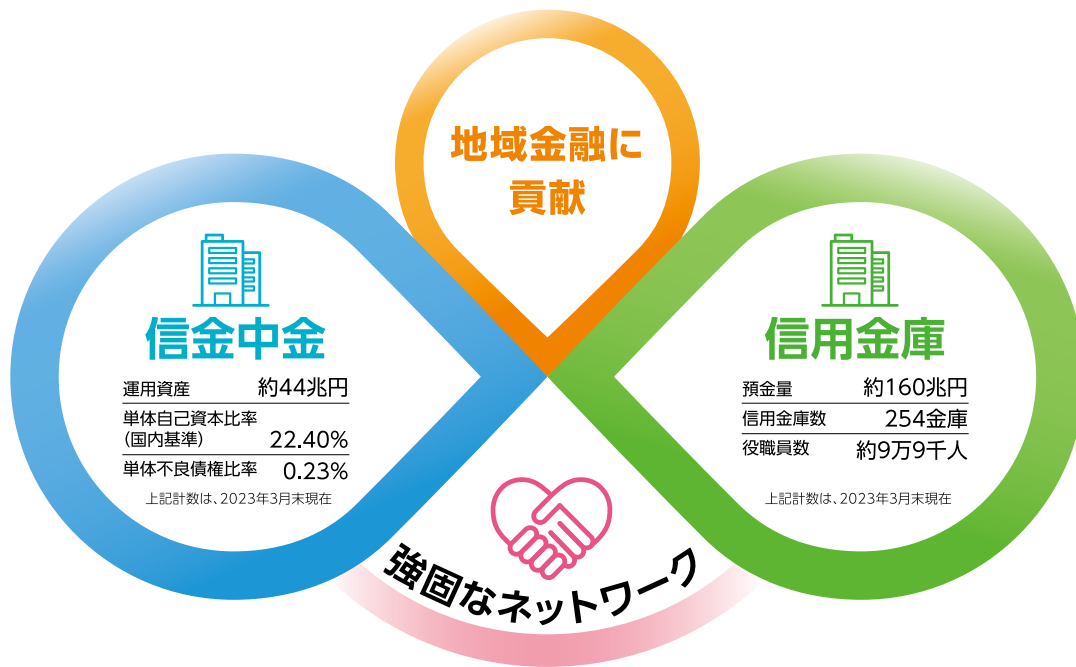 地域金融に
貢献
信金中金
運用資産 約44兆円
単体自己資本比率
(国内基準) 22.40%
単体不良債権比率 0.23%
上記計数は、2023年3月末現在
信用金庫
預金量 約160兆円
信用金庫数 254金庫
役職員数 約9万9千人
上記計数は、2023年3月末現在
強固なネットワーク